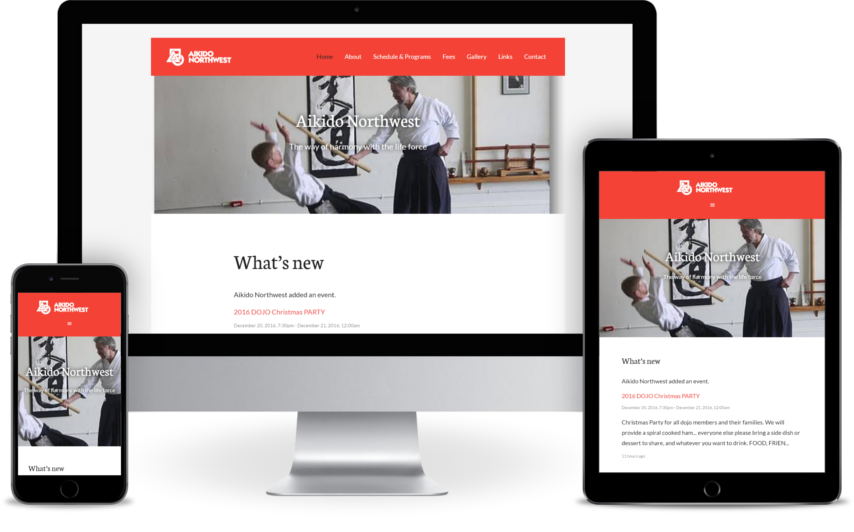 AIKIDO
NORTHWEST
Home About Schedule & Programs Fees Gallery Links Contact
Aikido Northwest
The way of harmony with the life force
What's new
Aikido Northwest added an event.
2016 DOJO Christmas PARTY
December 20, 2016, 7:30am - December 21, 2016, 12:00am
AIKIDO
NORTHWEST
Aikido Northwest
The way of harmony with the life force
What's new
Aikido Northwest added an event.
2016 DOJO Christmas PARTY
December 20, 2016, 7:30pm - December 21, 2016, 12:00am
Christmas Party for all dojo members and their families. We will
provide a spiral cooked ham... everyone else please bring a side dish or
dessert to share, and whatever you want to drink. FOOD, FRIEN...
AIKIDO
NORTHWEST
Aikido Northwest
The way of harmony with the life force
What's new